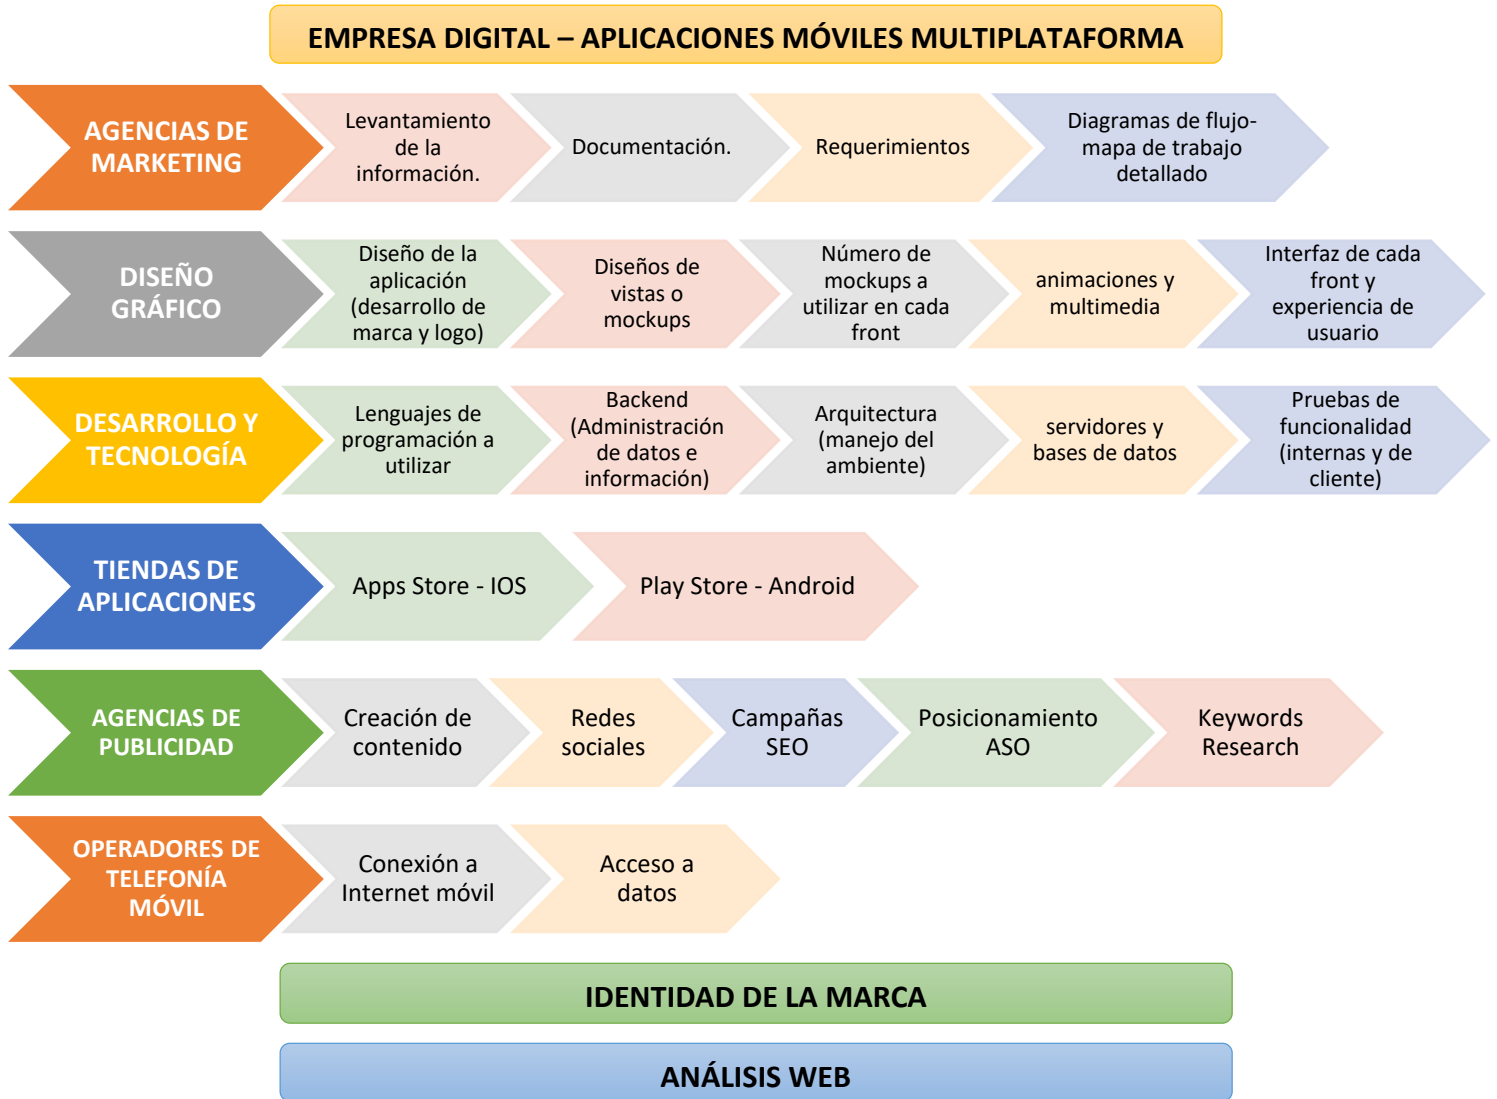 EMPRESA DIGITAL – APLICACIONES MÓVILES MULTIPLATAFORMA
AGENCIAS DE
MARKETING
Levantamiento
de la
información.
Documentación.
Requerimientos
Diagramas de flujo-
mapa de trabajo
detallado
DISEÑO
GRÁFICO
Diseño de la
aplicación
(desarrollo de
marca y logo)
Diseños de
vistas o
mockups
Número de
mockups a
utilizar en cada
front
animaciones y
multimedia
Interfaz de cada
front y
experiencia de
usuario
DESARROLLO Y
TECNOLOGÍA
Lenguajes de
programación a
utilizar
Backend
(Administración
de datos e
información)
Arquitectura
(manejo del
ambiente)
servidores y
bases de datos
Pruebas de
funcionalidad
(internas y de
cliente)
TIENDAS DE
APLICACIONES
Apps Store - IOS
Play Store - Android
AGENCIAS DE
PUBLICIDAD
Creación de
contenido
Redes
sociales
Campañas
SEO
Posicionamiento
ASO
Keywords
Research
OPERADORES DE
TELEFONÍA
MÓVIL
Conexión a
Internet móvil
Acceso a
datos
IDENTIDAD DE LA MARCA
ANÁLISIS WEB